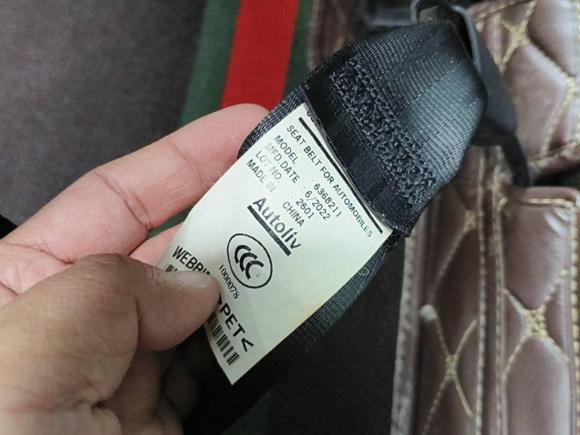 SEAT BELT FOR AUTOMOBILES
MODEL : 6368211
MFD.DATE : 6/2022
LOT NO 2601
MADE IN CHINA
Autoliv
CCC
1000078
PET<